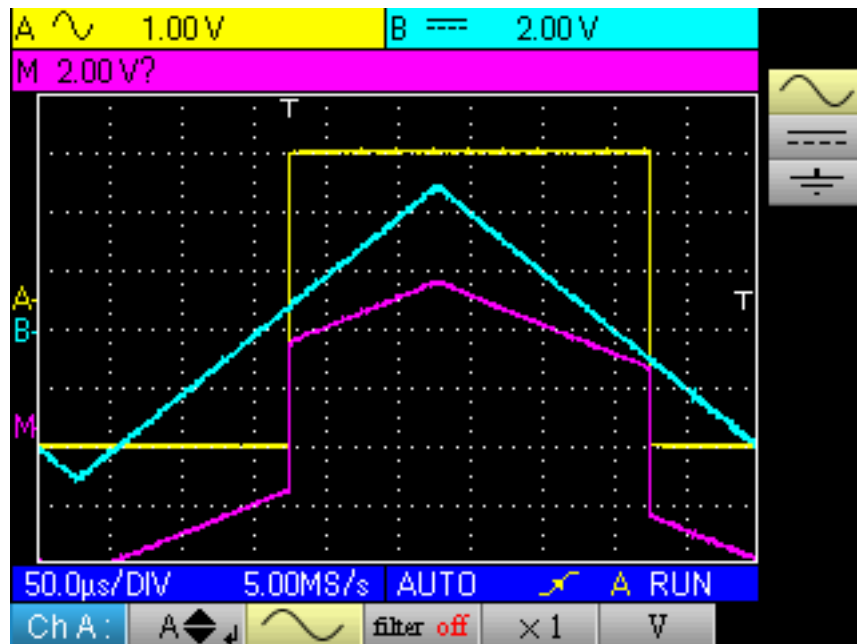 A 1.00 V B 2.00 V
M 2.00 V?
T
A
T
B
M
50.0µs/DIV 5.00MS/s AUTO A RUN
Ch A: A filter off ×1 V